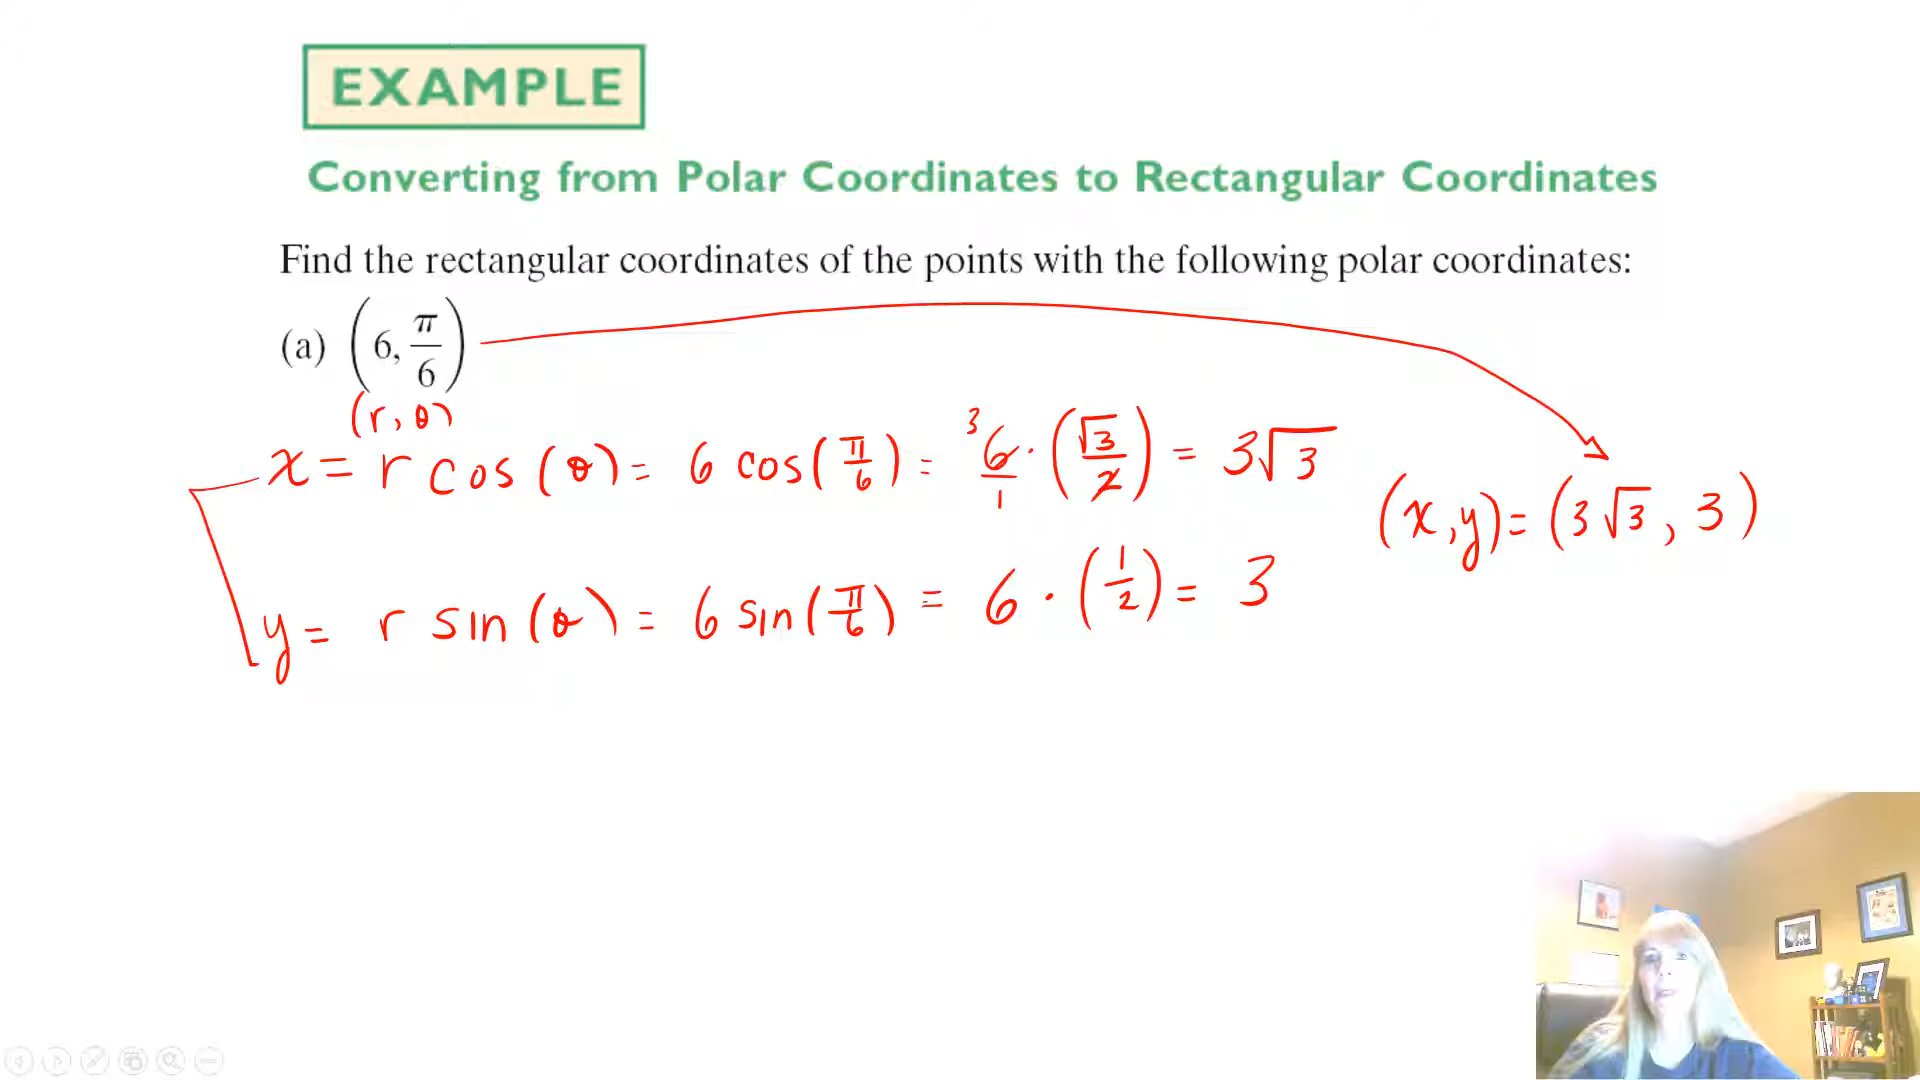 EXAMPLE
Converting from Polar Coordinates to Rectangular Coordinates
Find the rectangular coordinates of the points with the following polar coordinates:
(a) (6, π/6)
(r, θ)
x = r cos(θ) = 6 cos(π/6) = ³6/1 · (√3/2) = 3√3
(x,y) = (3√3, 3)
y = r sin(θ) = 6 sin(π/6) = 6 · (1/2) = 3